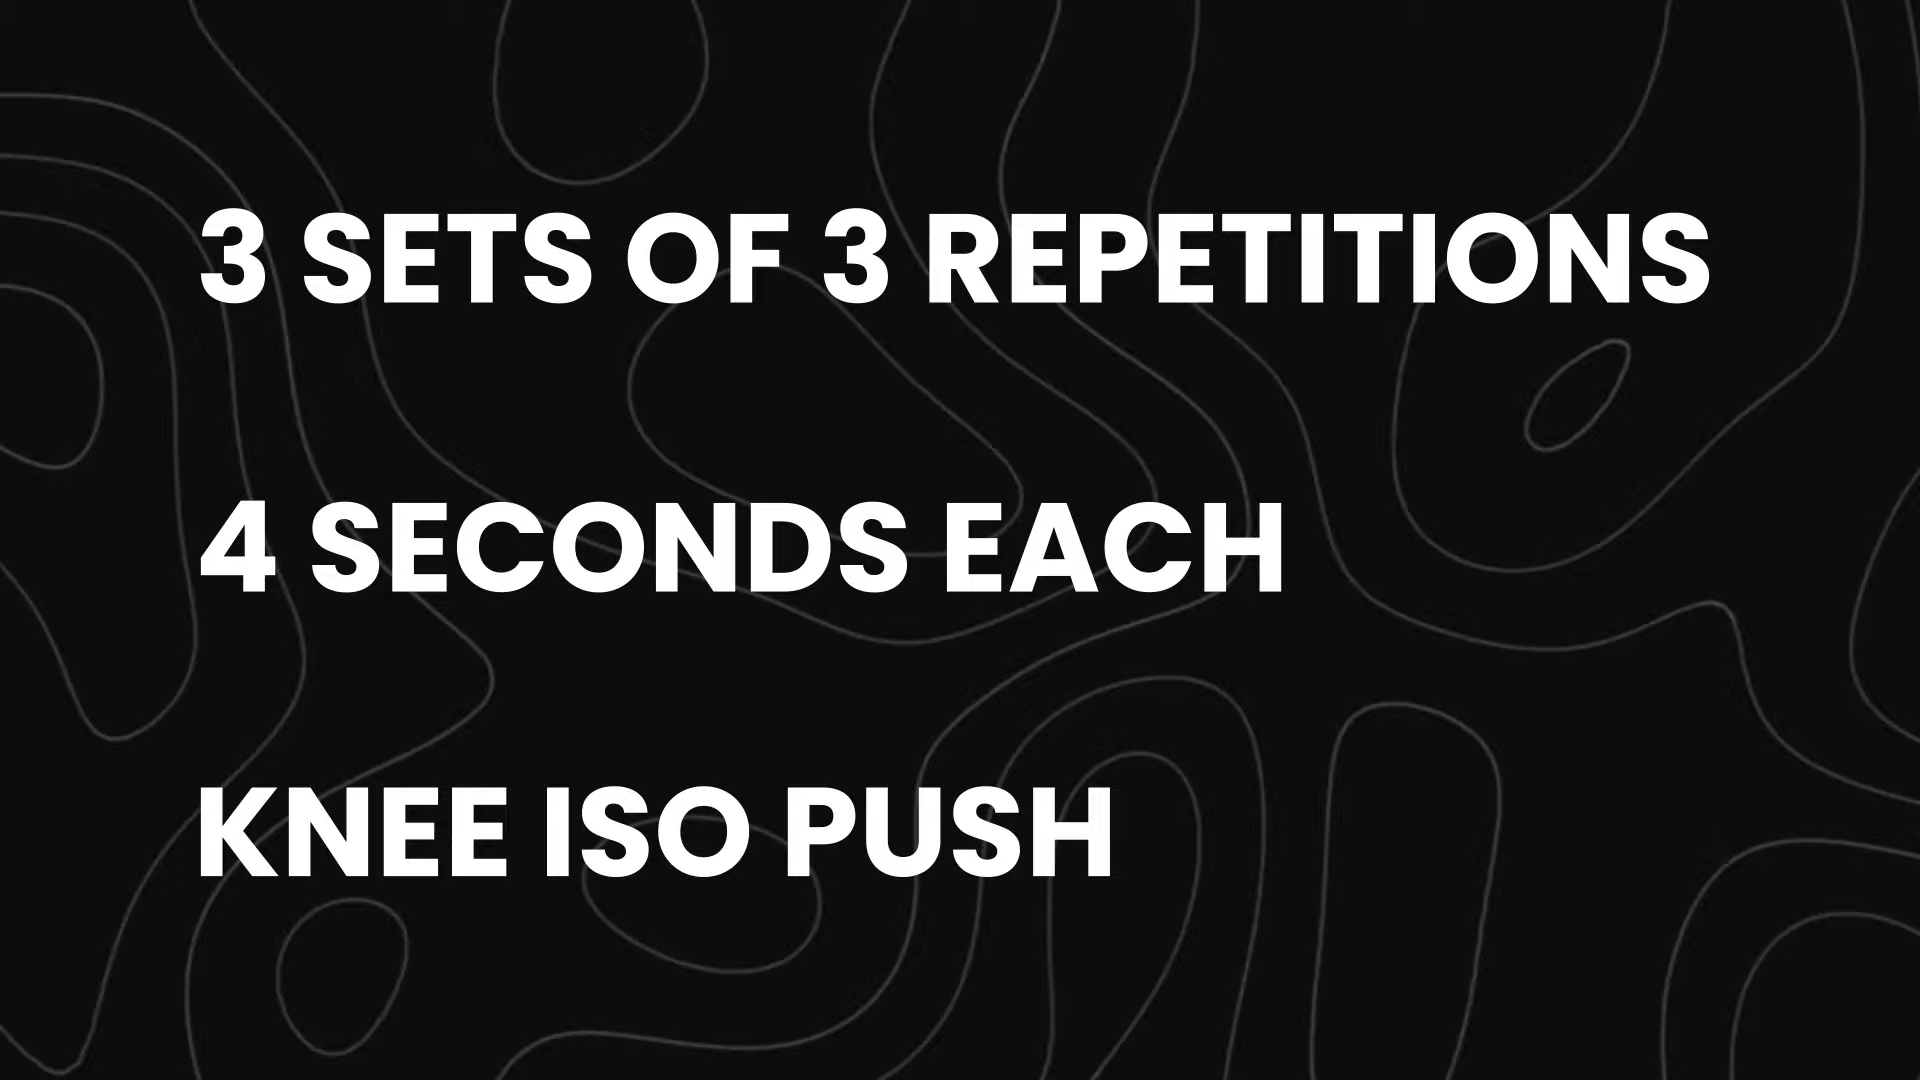 3 SETS OF 3 REPETITIONS
4 SECONDS EACH
KNEE ISO PUSH